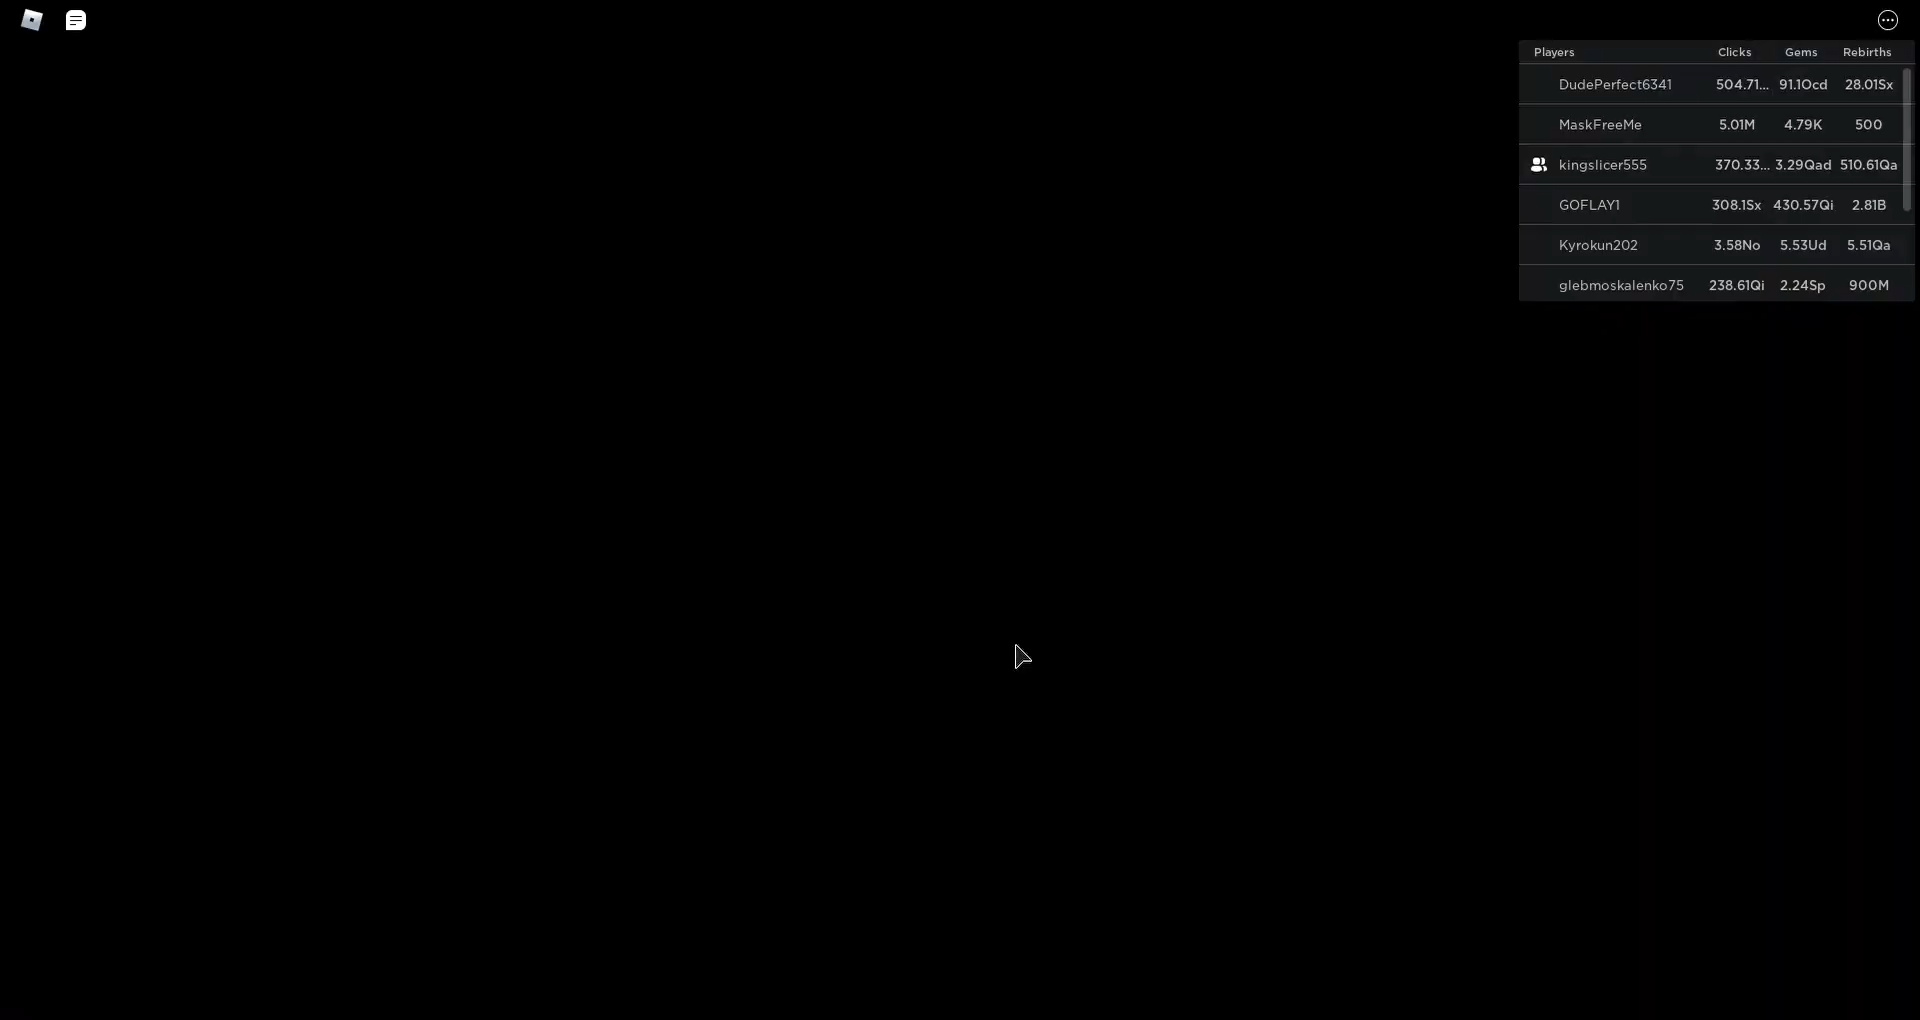 Players Clicks Gems Rebirths
DudePerfect6341 504.71... 91.1Ocd 28.01Sx
MaskFreeMe 5.01M 4.79K 500
kingslicer555 370.33... 3.29Qad 510.61Qa
GOFLAY1 308.1Sx 430.57Qi 2.81B
Kyrokun202 3.58No 5.53Ud 5.51Qa
glebmoskalenko75 238.61Qi 2.24Sp 900M